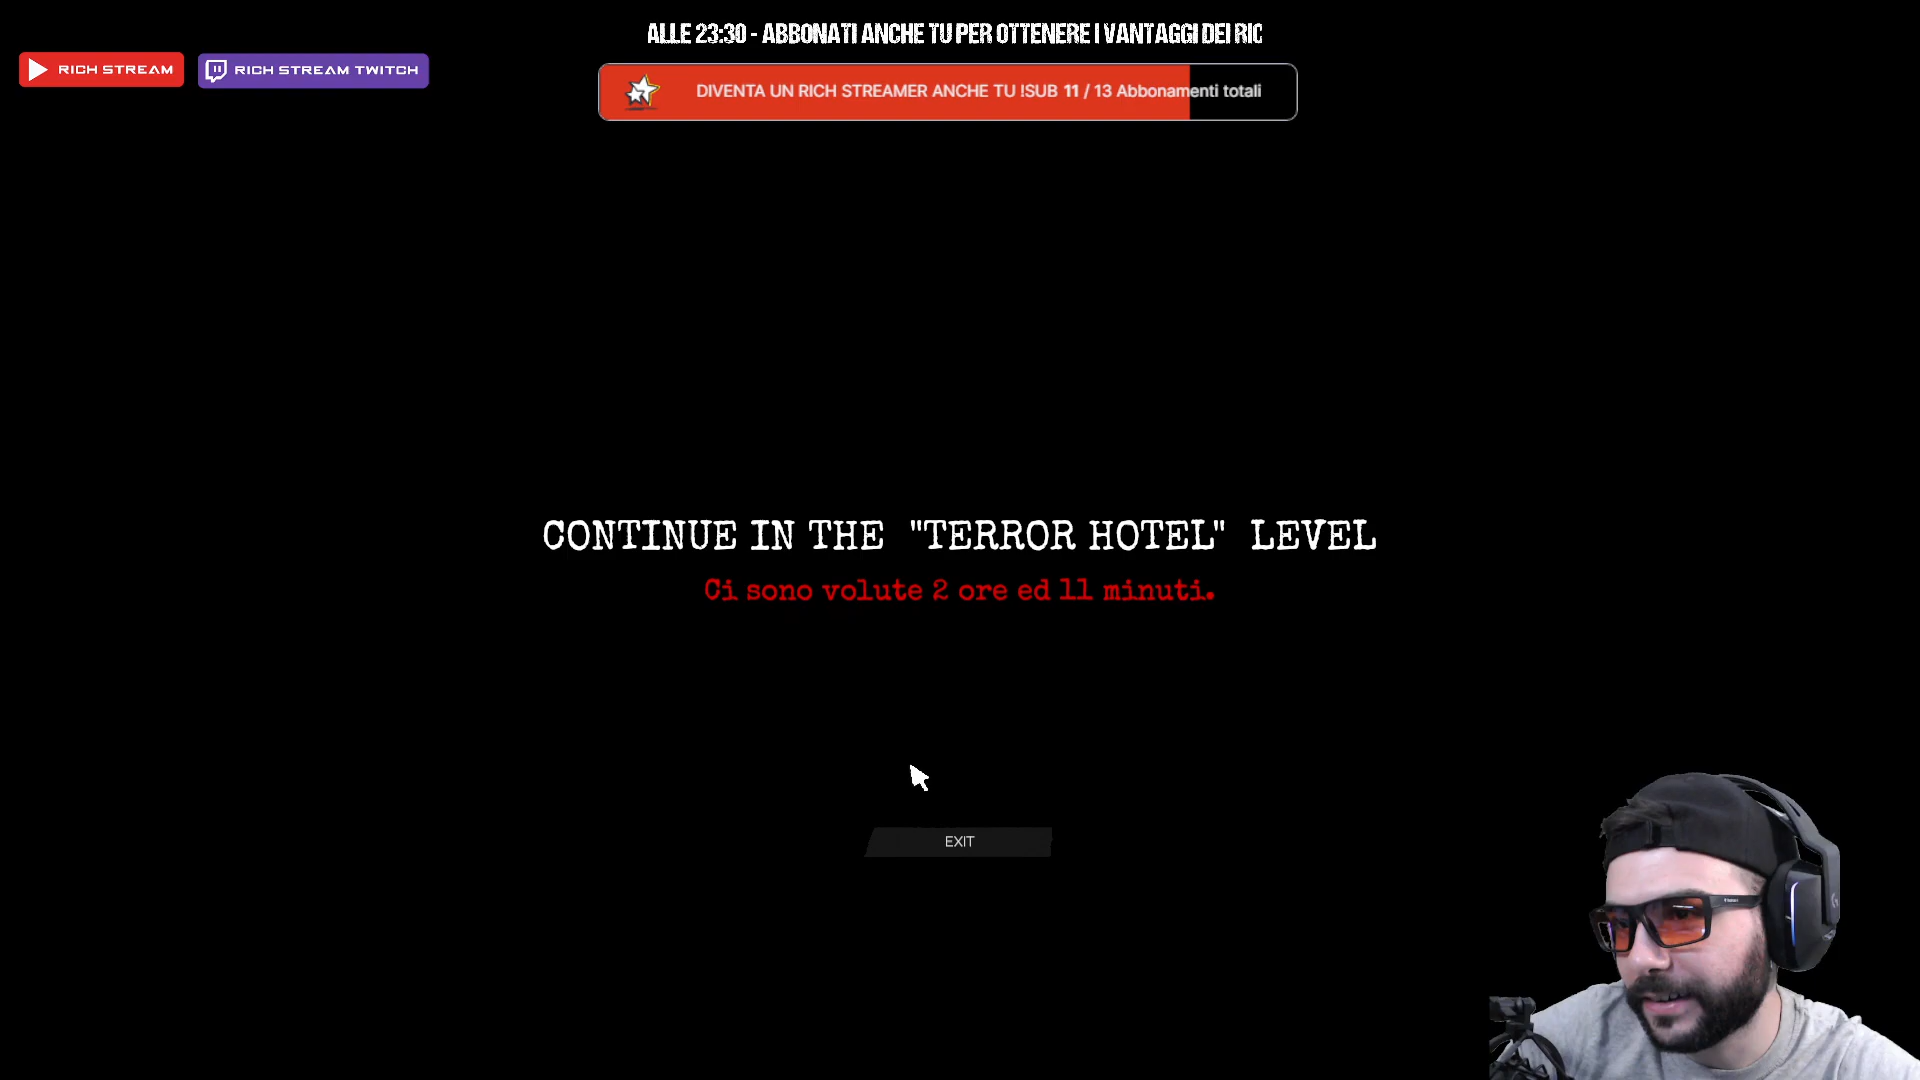 ALLE 23:30 - ABBONATI ANCHE TU PER OTTENERE I VANTAGGI DEI RIC
RICH STREAM
RICH STREAM TWITCH
DIVENTA UN RICH STREAMER ANCHE TU !SUB 11 / 13 Abbonamenti totali
CONTINUE IN THE "TERROR HOTEL" LEVEL
Ci sono volute 2 ore ed 11 minuti.
EXIT